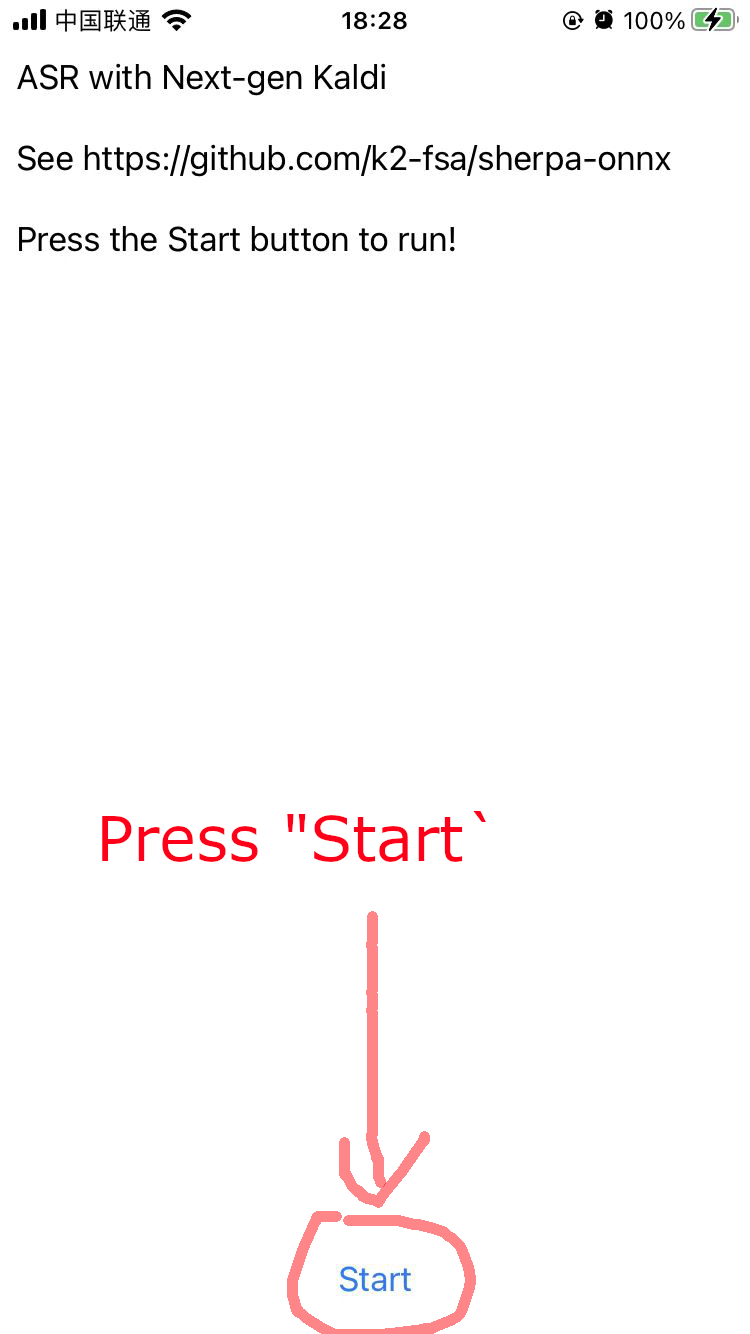 中国联通 18:28 100%
ASR with Next-gen Kaldi
See https://github.com/k2-fsa/sherpa-onnx
Press the Start button to run!
Press "Start`
Start